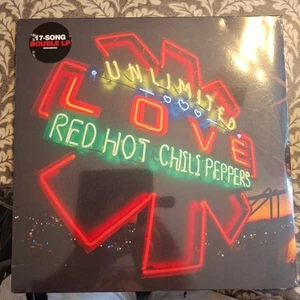 17-SONG
DOUBLE LP
UNLIMITED
LOVE
RED HOT CHILI PEPPERS